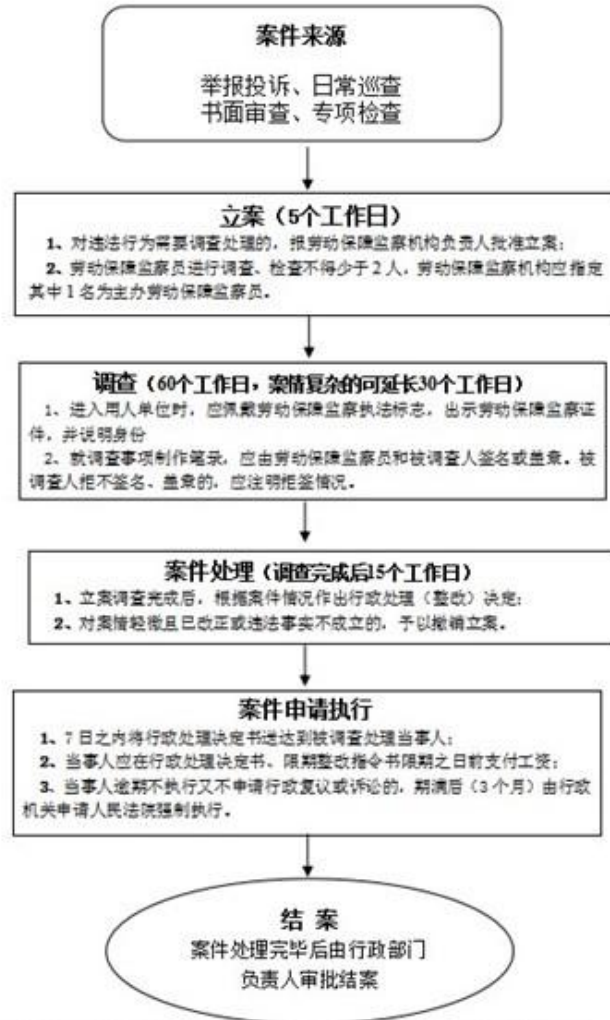 案件来源
举报投诉、日常巡查
书面审查、专项检查
立案（5个工作日）
1、对违法行为需要调查处理的，报劳动保障监察机构负责人批准立案；
2、劳动保障监察员进行调查、检查不得少于2人，劳动保障监察机构应指定
其中1名为主办劳动保障监察员。
调查（60个工作日，案情复杂的可延长30个工作日）
1、进入用人单位时，应佩戴劳动保障监察执法标志，出示劳动保障监察证
件，并说明身份
2、就调查事项制作笔录，应由劳动保障监察员和被调查人签名或盖章。被
调查人拒不签名、盖章的，应注明拒签情况。
案件处理（调查完成后15个工作日）
1、立案调查完成后，根据案件情况作出行政处理（整改）决定；
2、对案情轻微且已改正或违法事实不成立的，予以撤销立案。
案件申请执行
1、7日之内将行政处理决定书送达到被调查处理当事人；
2、当事人应在行政处理决定书、限期整改指令书限期之日前支付工资；
3、当事人逾期不执行又不申请行政复议或诉讼的，期满后（3个月）由行政
机关申请人民法院强制执行。
结 案
案件处理完毕后由行政部门
负责人审批结案